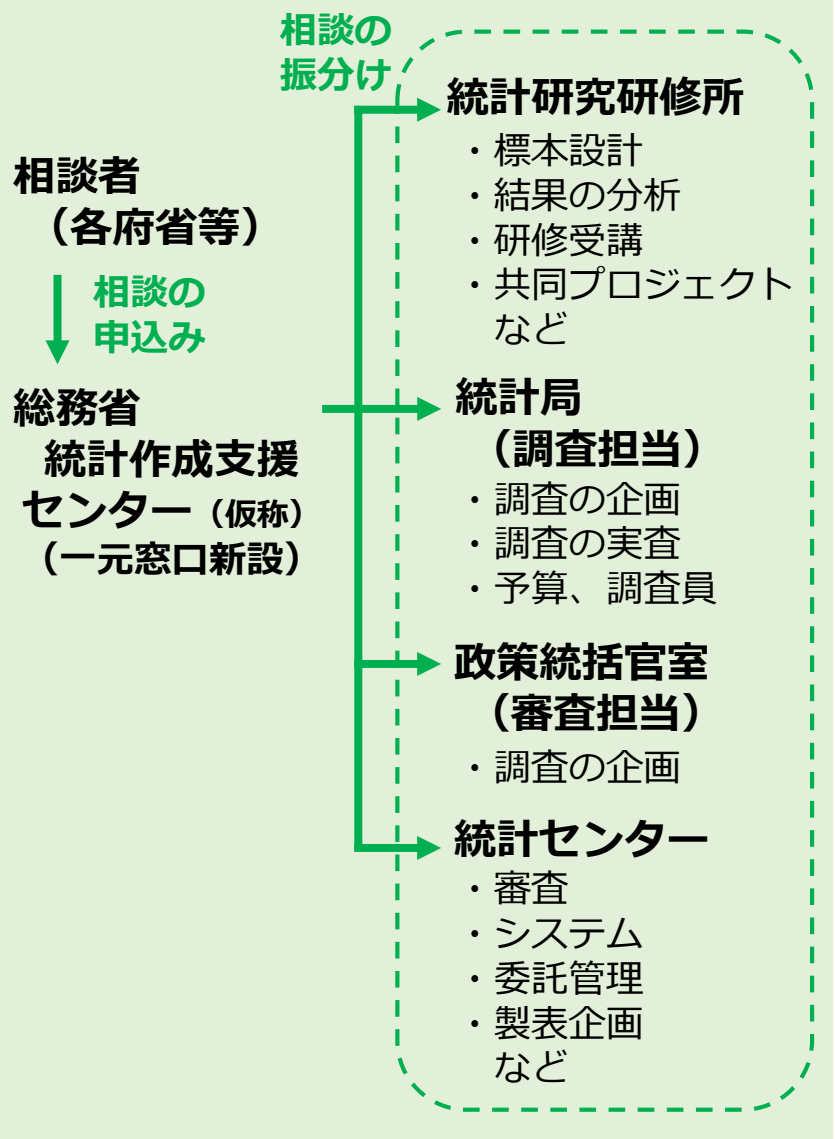 相談者
（各府省等）
相談の
申込み
総務省
統計作成支援
センター（仮称）
（一元窓口新設）
相談の
振分け
統計研究研修所
・標本設計
・結果の分析
・研修受講
・共同プロジェクト
など
統計局
（調査担当）
・調査の企画
・調査の実査
・予算、調査員
政策統括官室
（審査担当）
・調査の企画
統計センター
・審査
・システム
・委託管理
・製表企画
など